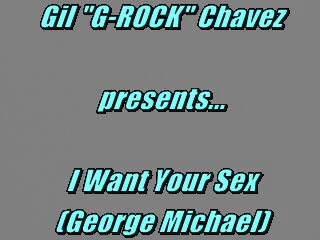 Gil "G-ROCK" Chavez
presents...
I Want Your Sex
(George Michael)